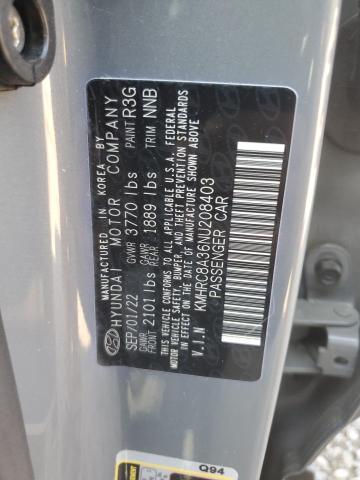 MANUFACTURED IN KOREA BY
HYUNDAI MOTOR COMPANY
SEP/01/22 GVWR 3770 lbs PAINT R3G
GAWR FRONT 2101 lbs GAWR REAR 1889 lbs TRIM NNB
THIS VEHICLE CONFORMS TO ALL APPLICABLE U.S.A. FEDERAL
MOTOR VEHICLE SAFETY, BUMPER, AND THEFT PREVENTION STANDARDS
IN EFFECT ON THE DATE OF MANUFACTURE SHOWN ABOVE
V.I.N KMHRC8A36NU208403
PASSENGER CAR
Q94